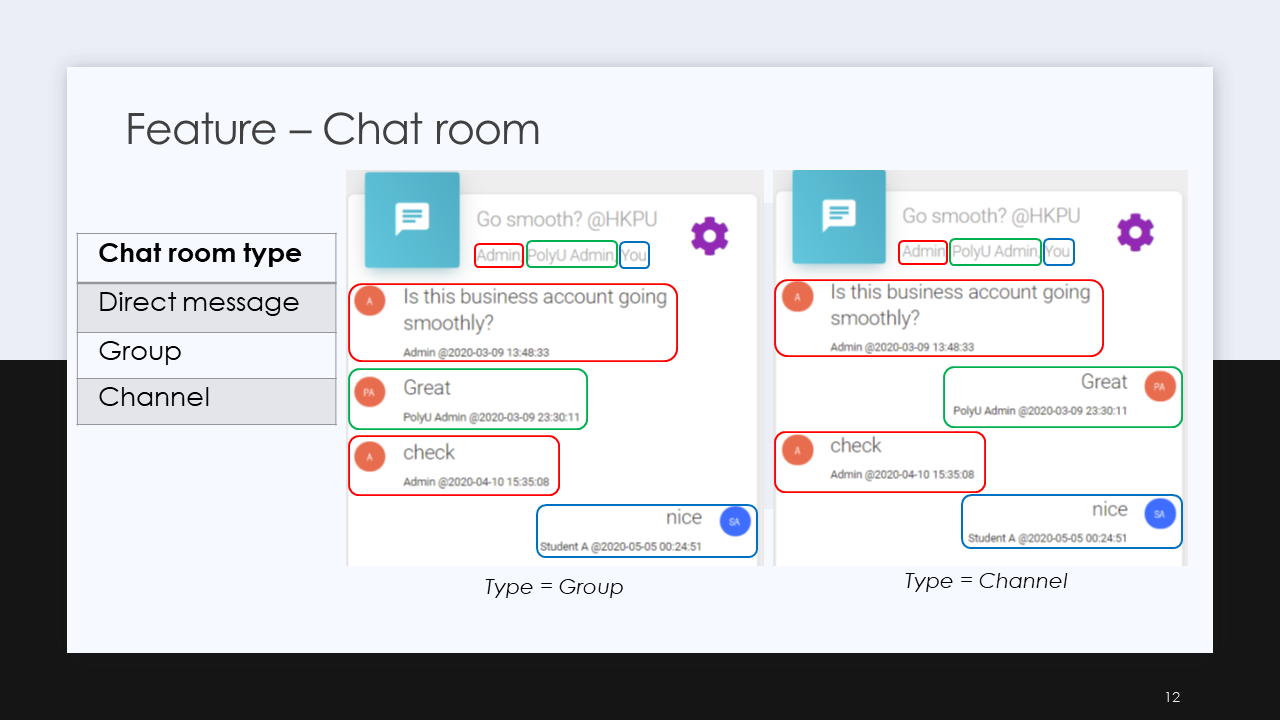 Feature – Chat room
Chat room type
Direct message
Group
Channel
Go smooth? @HKPU
Admin, PolyU Admin, You
A
Is this business account going
smoothly?
Admin @2020-03-09 13:48:33
PA
Great
PolyU Admin @2020-03-09 23:30:11
A
check
Admin @2020-04-10 15:35:08
nice
SA
Student A @2020-05-05 00:24:51
Type = Group
Go smooth? @HKPU
Admin, PolyU Admin, You
A
Is this business account going
smoothly?
Admin @2020-03-09 13:48:33
Great
PA
PolyU Admin @2020-03-09 23:30:11
A
check
Admin @2020-04-10 15:35:08
nice
SA
Student A @2020-05-05 00:24:51
Type = Channel
12